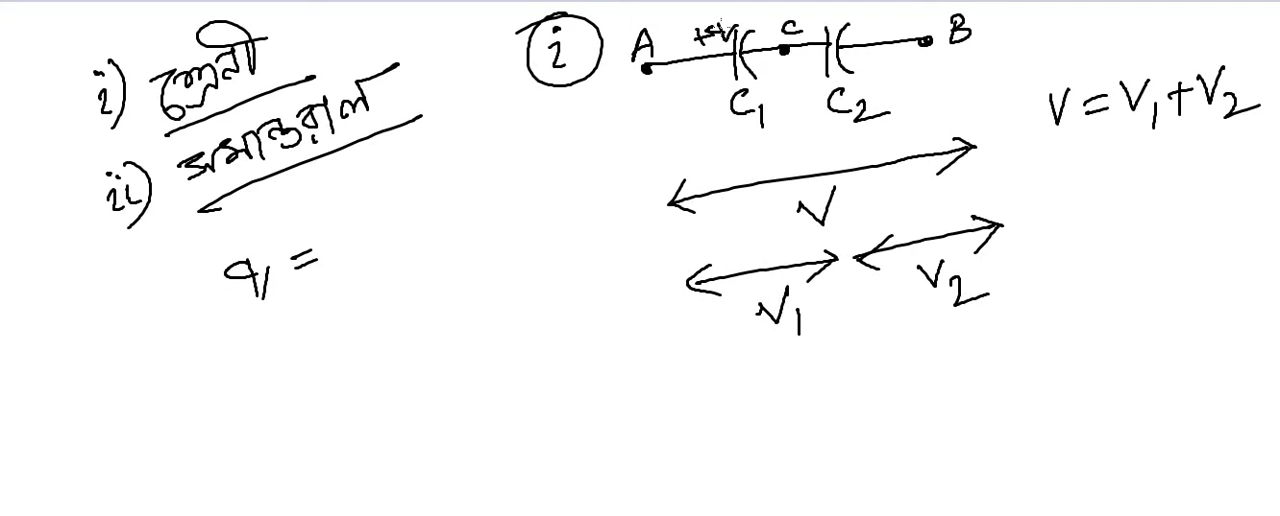 i) শ্রেনী
ii) সমান্তরাল
q₁ =
i
A C B
C₁ C₂
V = V₁ + V₂
V
V₁ V₂